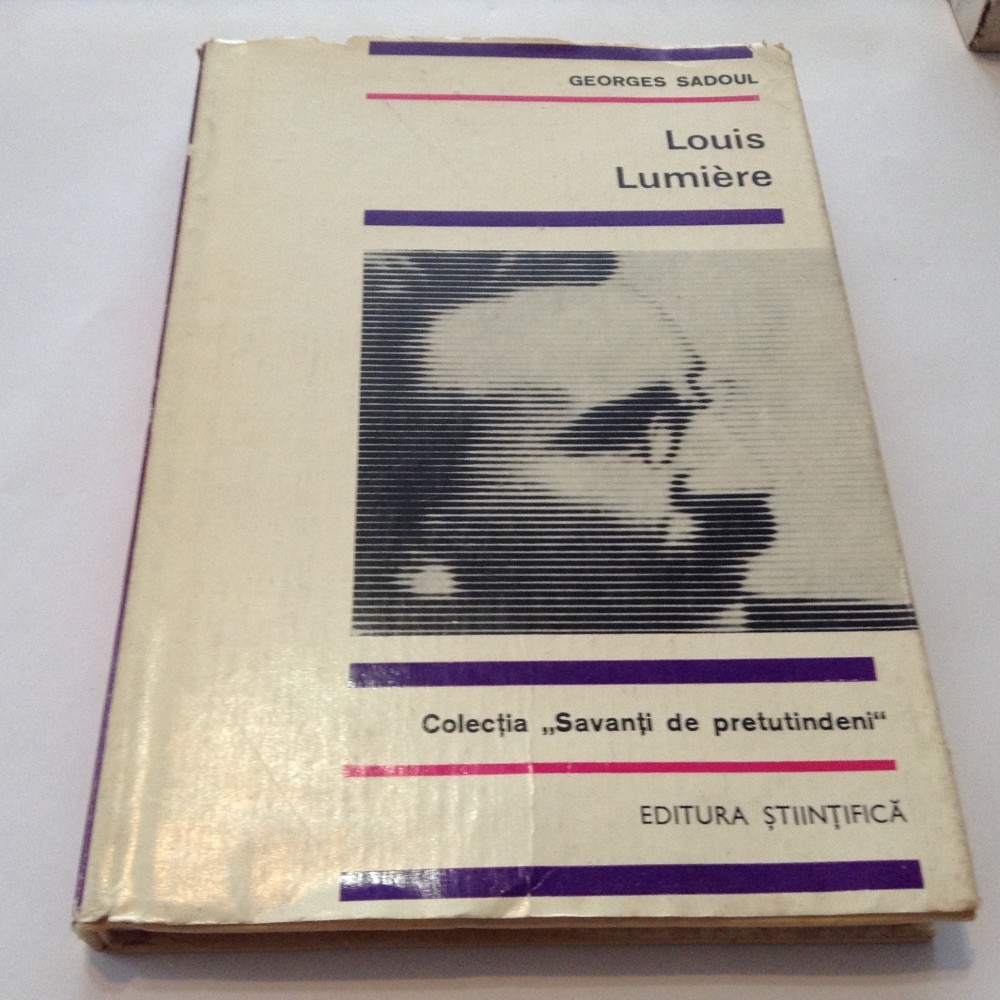 GEORGES SADOUL
Louis
Lumière
Colecția „Savanți de pretutindeni“
EDITURA ȘTIINȚIFICĂ